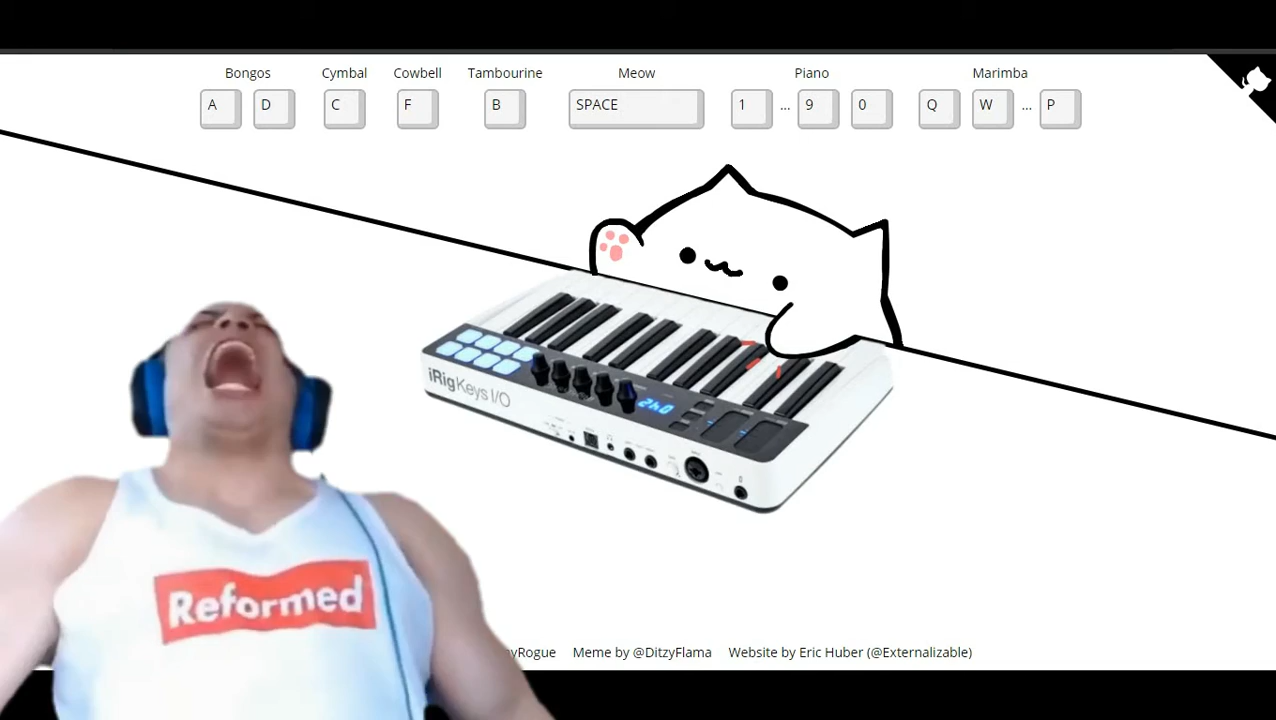 Bongos Cymbal Cowbell Tambourine Meow Piano Marimba
A D C F B SPACE 1 ... 9 0 Q W ... P
iRig Keys I/O
Reformed
yRogue Meme by @DitzyFlama Website by Eric Huber (@Externalizable)